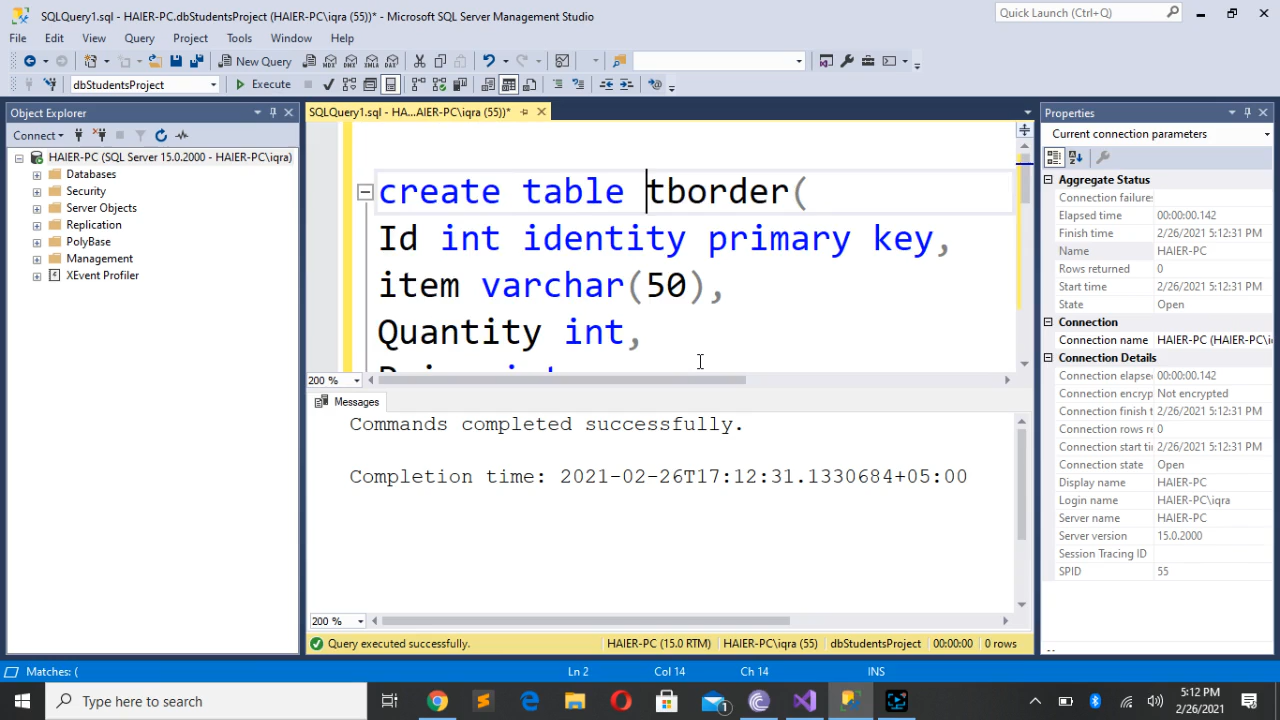 SQLQuery1.sql - HAIER-PC.dbStudentsProject (HAIER-PC\iqra (55))* - Microsoft SQL Server Management Studio
Quick Launch (Ctrl+Q)
File Edit View Query Project Tools Window Help
New Query
dbStudentsProject
Execute
Object Explorer
Connect
HAIER-PC (SQL Server 15.0.2000 - HAIER-PC\iqra)
Databases
Security
Server Objects
Replication
PolyBase
Management
XEvent Profiler
SQLQuery1.sql - HA...AIER-PC\iqra (55))*
create table tborder(
Id int identity primary key,
item varchar(50),
Quantity int,
200 %
Messages
Commands completed successfully.
Completion time: 2021-02-26T17:12:31.1330684+05:00
200 %
Query executed successfully.
HAIER-PC (15.0 RTM)
HAIER-PC\iqra (55)
dbStudentsProject
00:00:00
0 rows
Properties
Current connection parameters
Aggregate Status
Connection failures
Elapsed time 00:00:00.142
Finish time 2/26/2021 5:12:31 PM
Name HAIER-PC
Rows returned 0
Start time 2/26/2021 5:12:31 PM
State Open
Connection
Connection name HAIER-PC (HAIER-PC\i
Connection Details
Connection elapse 00:00:00.142
Connection encryp Not encrypted
Connection finish t 2/26/2021 5:12:31 PM
Connection rows re 0
Connection start ti 2/26/2021 5:12:31 PM
Connection state Open
Display name HAIER-PC
Login name HAIER-PC\iqra
Server name HAIER-PC
Server version 15.0.2000
Session Tracing ID
SPID 55
Matches: (
Ln 2
Col 14
Ch 14
INS
Type here to search
1
5:12 PM
2/26/2021